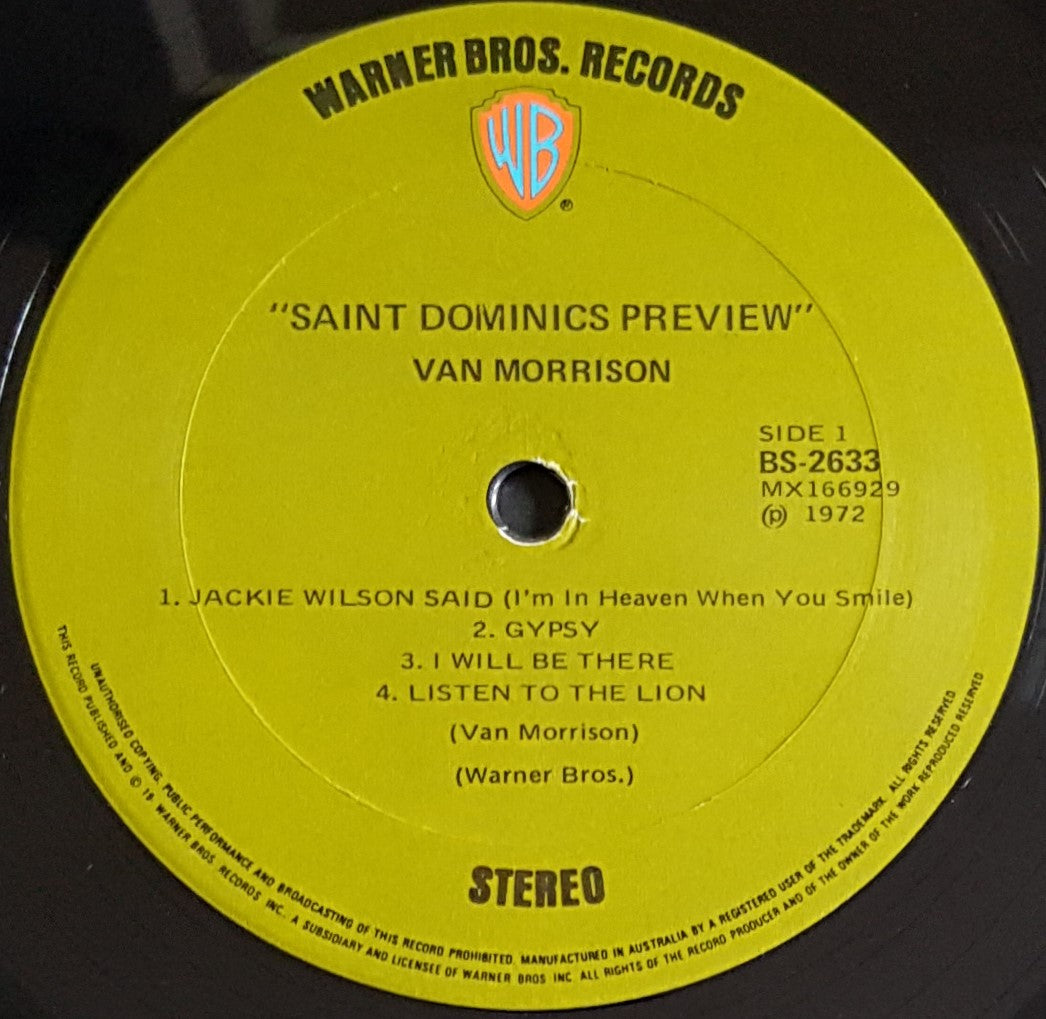 WARNER BROS. RECORDS
WB
®
"SAINT DOMINICS PREVIEW"
VAN MORRISON
SIDE 1
BS-2633
MX166929
℗ 1972
1. JACKIE WILSON SAID (I'm In Heaven When You Smile)
2. GYPSY
3. I WILL BE THERE
4. LISTEN TO THE LION
(Van Morrison)
(Warner Bros.)
STEREO
UNAUTHORISED COPYING, PUBLIC PERFORMANCE AND BROADCASTING OF THIS RECORD PROHIBITED. MANUFACTURED IN AUSTRALIA BY A REGISTERED USER OF THE TRADEMARK. ALL RIGHTS RESERVED
THIS RECORD PUBLISHED AND © 19 WARNER BROS. RECORDS INC. A SUBSIDIARY AND LICENSEE OF WARNER BROS INC. ALL RIGHTS OF THE RECORD PRODUCER AND OF THE OWNER OF THE WORK REPRODUCED RESERVED